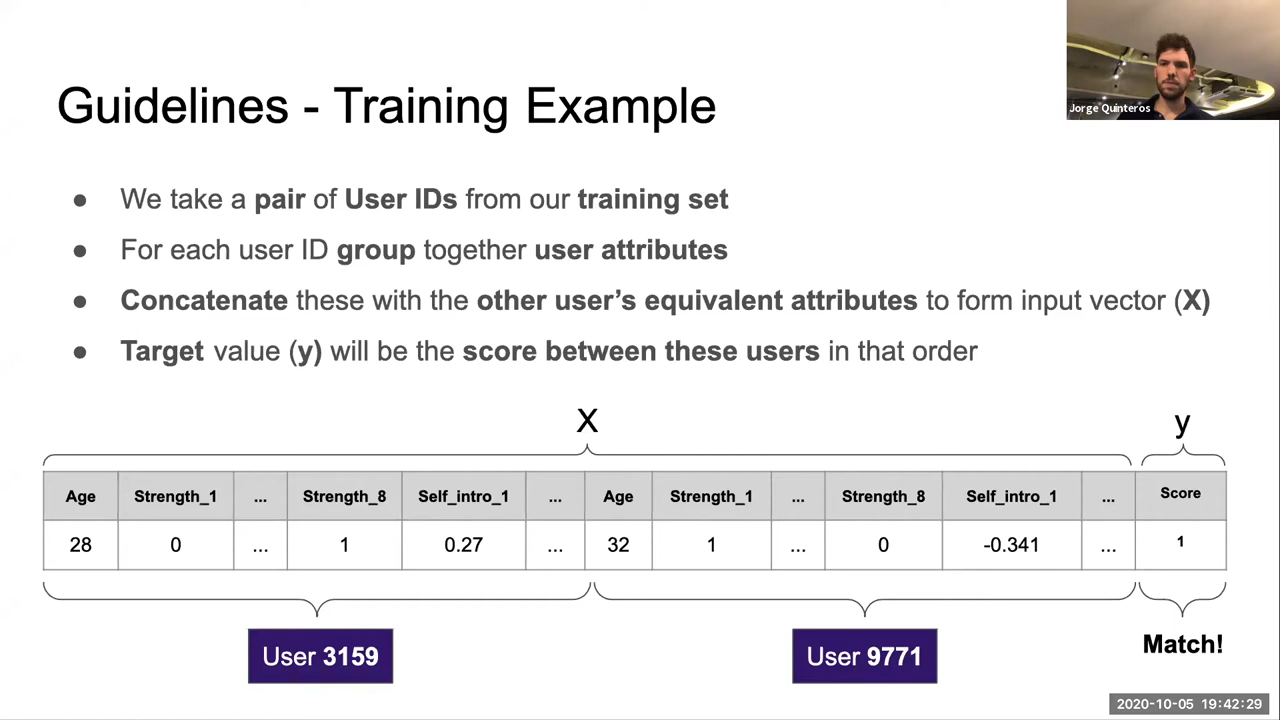 Jorge Quinteros
Guidelines - Training Example
● We take a pair of User IDs from our training set
● For each user ID group together user attributes
● Concatenate these with the other user's equivalent attributes to form input vector (X)
● Target value (y) will be the score between these users in that order
X y
Age Strength_1 ... Strength_8 Self_intro_1 ... Age Strength_1 ... Strength_8 Self_intro_1 ... Score
28 0 ... 1 0.27 ... 32 1 ... 0 -0.341 ... 1
User 3159 User 9771 Match!
2020-10-05 19:42:29